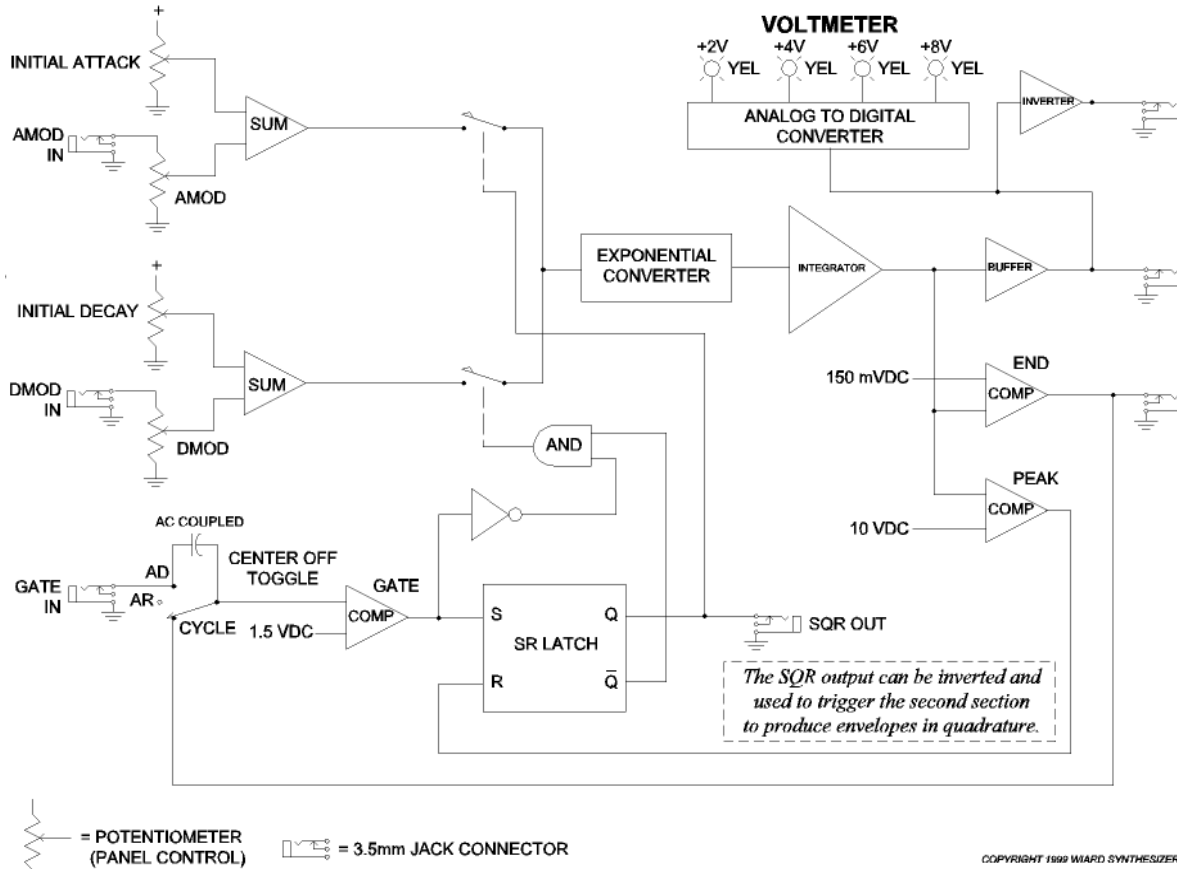 VOLTMETER
+
+2V
+4V
+6V
+8V
YEL
YEL
YEL
YEL
INITIAL ATTACK
INVERTER
ANALOG TO DIGITAL
CONVERTER
SUM
AMOD
IN
AMOD
EXPONENTIAL
CONVERTER
INTEGRATOR
BUFFER
+
INITIAL DECAY
END
150 mVDC
COMP
SUM
DMOD
IN
DMOD
AND
PEAK
COMP
10 VDC
AC COUPLED
CENTER OFF
TOGGLE
GATE
IN
AD
AR
CYCLE
GATE
COMP
1.5 VDC
S
Q
SR LATCH
R
Q̅
SQR OUT
The SQR output can be inverted and
used to trigger the second section
to produce envelopes in quadrature.
= POTENTIOMETER
(PANEL CONTROL)
= 3.5mm JACK CONNECTOR
COPYRIGHT 1999 WIARD SYNTHESIZER